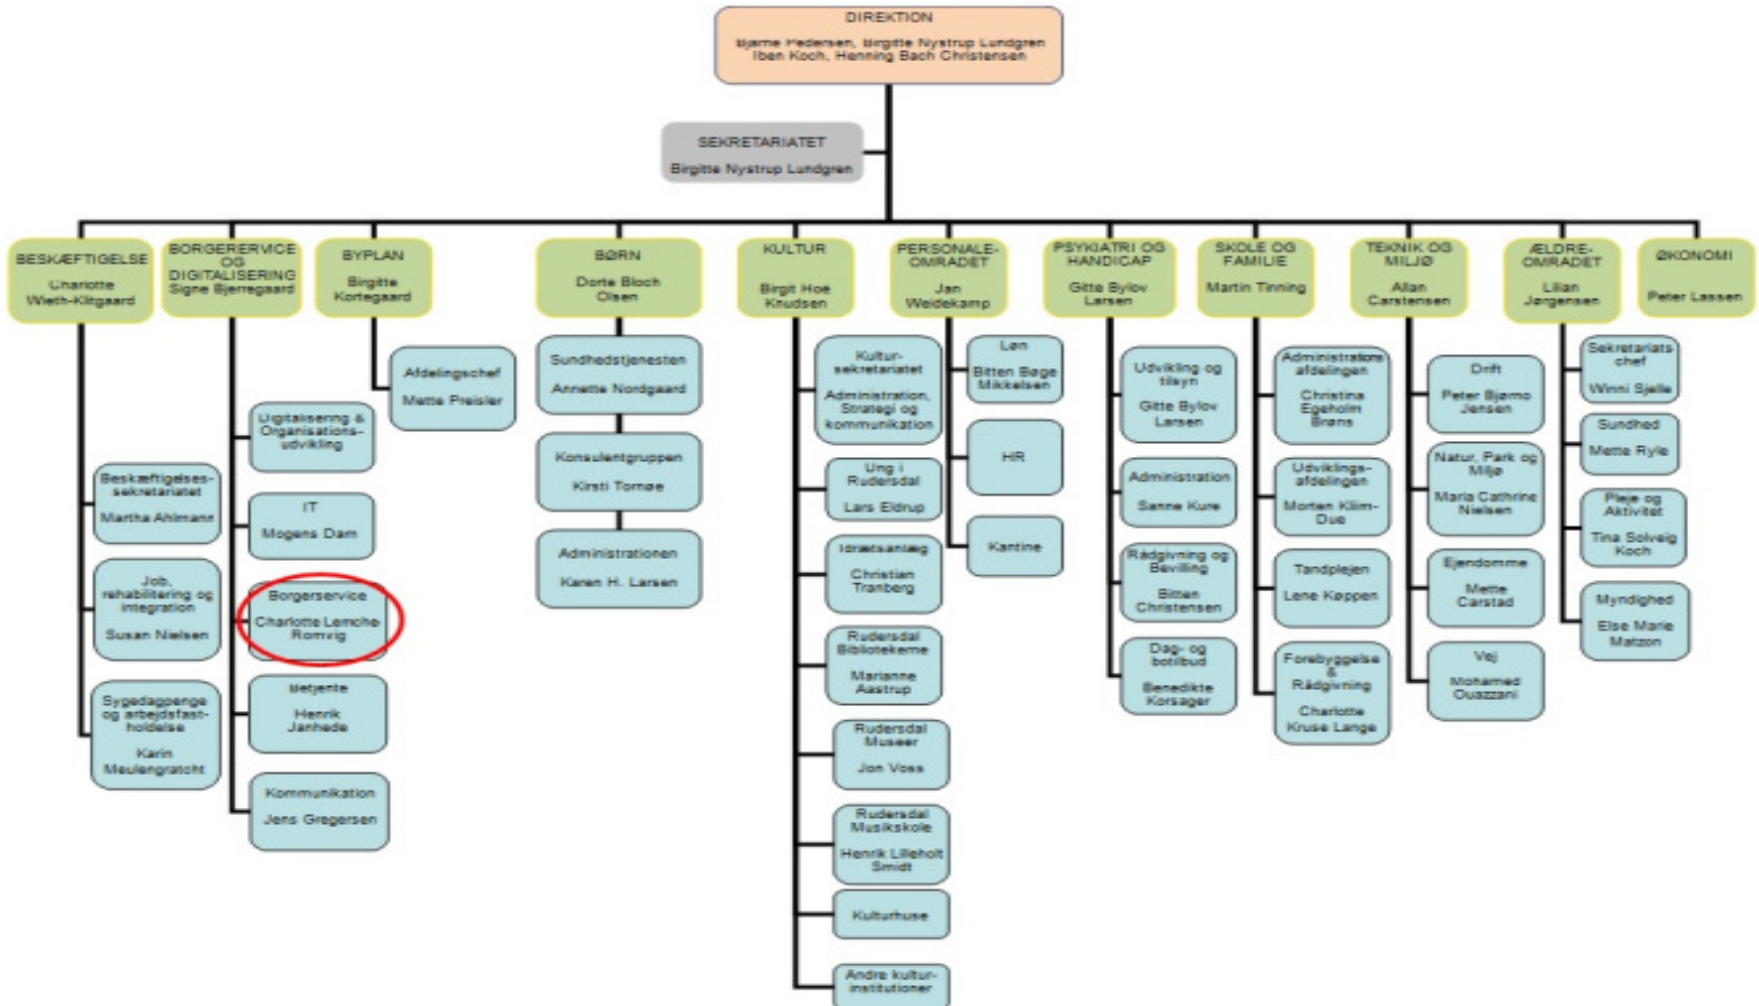 DIREKTION
Bjarne Pedersen, Birgitte Nystrup Lundgren
Iben Koch, Henning Bach Christensen
SEKRETARIATET
Birgitte Nystrup Lundgren
BESKÆFTIGELSE
Charlotte
Wieth-Klitgaard
Beskæftigelses-
sekretariatet
Martha Ahlmann
Job,
rehabilitering og
integration
Susan Nielsen
Sygedagpenge
og arbejdsfast-
holdelse
Karin
Meulengratcht
BORGERERVICE
OG
DIGITALISERING
Signe Bjerregaard
Digitalisering &
Organisations-
udvikling
IT
Mogens Dam
Borgerservice
Charlotte Lemche
Romvig
Betjente
Henrik
Janhede
Kommunikation
Jens Gregersen
BYPLAN
Birgitte
Kortegaard
Afdelingschef
Mette Preisler
BØRN
Dorte Bloch
Olsen
Sundhedstjenesten
Annette Nordgaard
Konsulentgruppen
Kirsti Tornøe
Administrationen
Karen H. Larsen
KULTUR
Birgit Hoé
Knudsen
Kultur-
sekretariatet
Administration,
Strategi og
kommunikation
Ung i
Rudersdal
Lars Eldrup
Idrætsanlæg
Christian
Tranberg
Rudersdal
Bibliotekerne
Marianne
Aastrup
Rudersdal
Museer
Jon Voss
Rudersdal
Musikskole
Henrik Lilleholt
Smidt
Kulturhuse
Andre kultur-
institutioner
PERSONALE-
OMRÅDET
Jan
Weidekamp
Løn
Bitten Bøge
Mikkelsen
HR
Kantine
PSYKIATRI OG
HANDICAP
Gitte Bylov
Larsen
Udvikling og
tilsyn
Gitte Bylov
Larsen
Administration
Sanne Kure
Rådgivning og
Bevilling
Bitten
Christensen
Dag- og
botilbud
Benedikte
Korsager
SKOLE OG
FAMILIE
Martin Tinning
Administrations
afdelingen
Christina
Egeholm
Brøns
Udviklings-
afdelingen
Morten Kliim-
Due
Tandplejen
Lene Køppen
Forebyggelse
&
Rådgivning
Charlotte
Kruse Lange
TEKNIK OG
MILJØ
Allan
Carstensen
Drift
Peter Bjørno
Jensen
Natur, Park og
Miljø
Maria Cathrine
Nielsen
Ejendomme
Mette
Carstad
Vej
Mohamed
Ouazzani
ÆLDRE-
OMRÅDET
Lilian
Jørgensen
Sekretariats
chef
Winni Sjelle
Sundhed
Mette Ryle
Pleje og
Aktivitet
Tina Solveig
Koch
Myndighed
Else Marie
Matzon
ØKONOMI
Peter Lassen